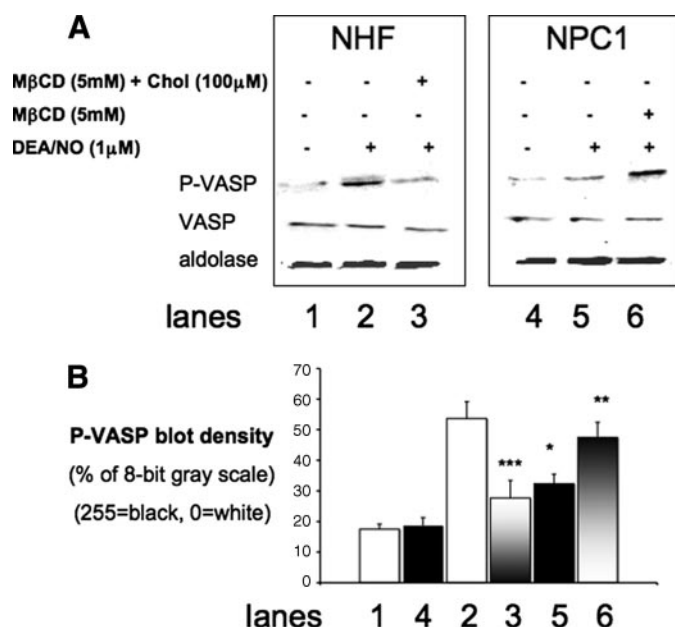 A
NHF NPC1
MβCD (5mM) + Chol (100μM) - - + - - -
MβCD (5mM) - - - - - +
DEA/NO (1μM) - + + - + +
P-VASP
VASP
aldolase
lanes 1 2 3 4 5 6
B
P-VASP blot density
(% of 8-bit gray scale)
(255=black, 0=white)
70
60
50
40
30
20
10
0
*** * **
lanes 1 4 2 3 5 6